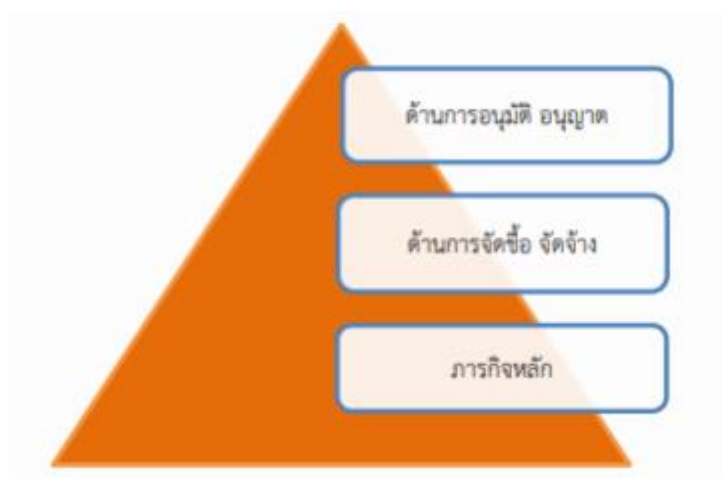 ด้านการอนุมัติ อนุญาต
ด้านการจัดซื้อ จัดจ้าง
ภารกิจหลัก